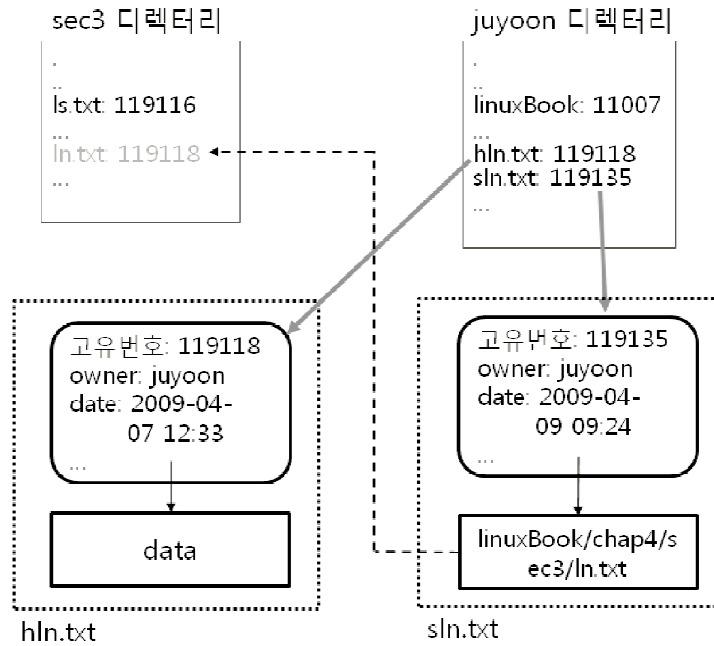 sec3 디렉터리
.
..
ls.txt: 119116
...
ln.txt: 119118
...
juyoon 디렉터리
.
..
linuxBook: 11007
...
hln.txt: 119118
sln.txt: 119135
...
고유번호: 119118
owner: juyoon
date: 2009-04-
07 12:33
...
data
hln.txt
고유번호: 119135
owner: juyoon
date: 2009-04-
09 09:24
...
linuxBook/chap4/s
ec3/ln.txt
sln.txt